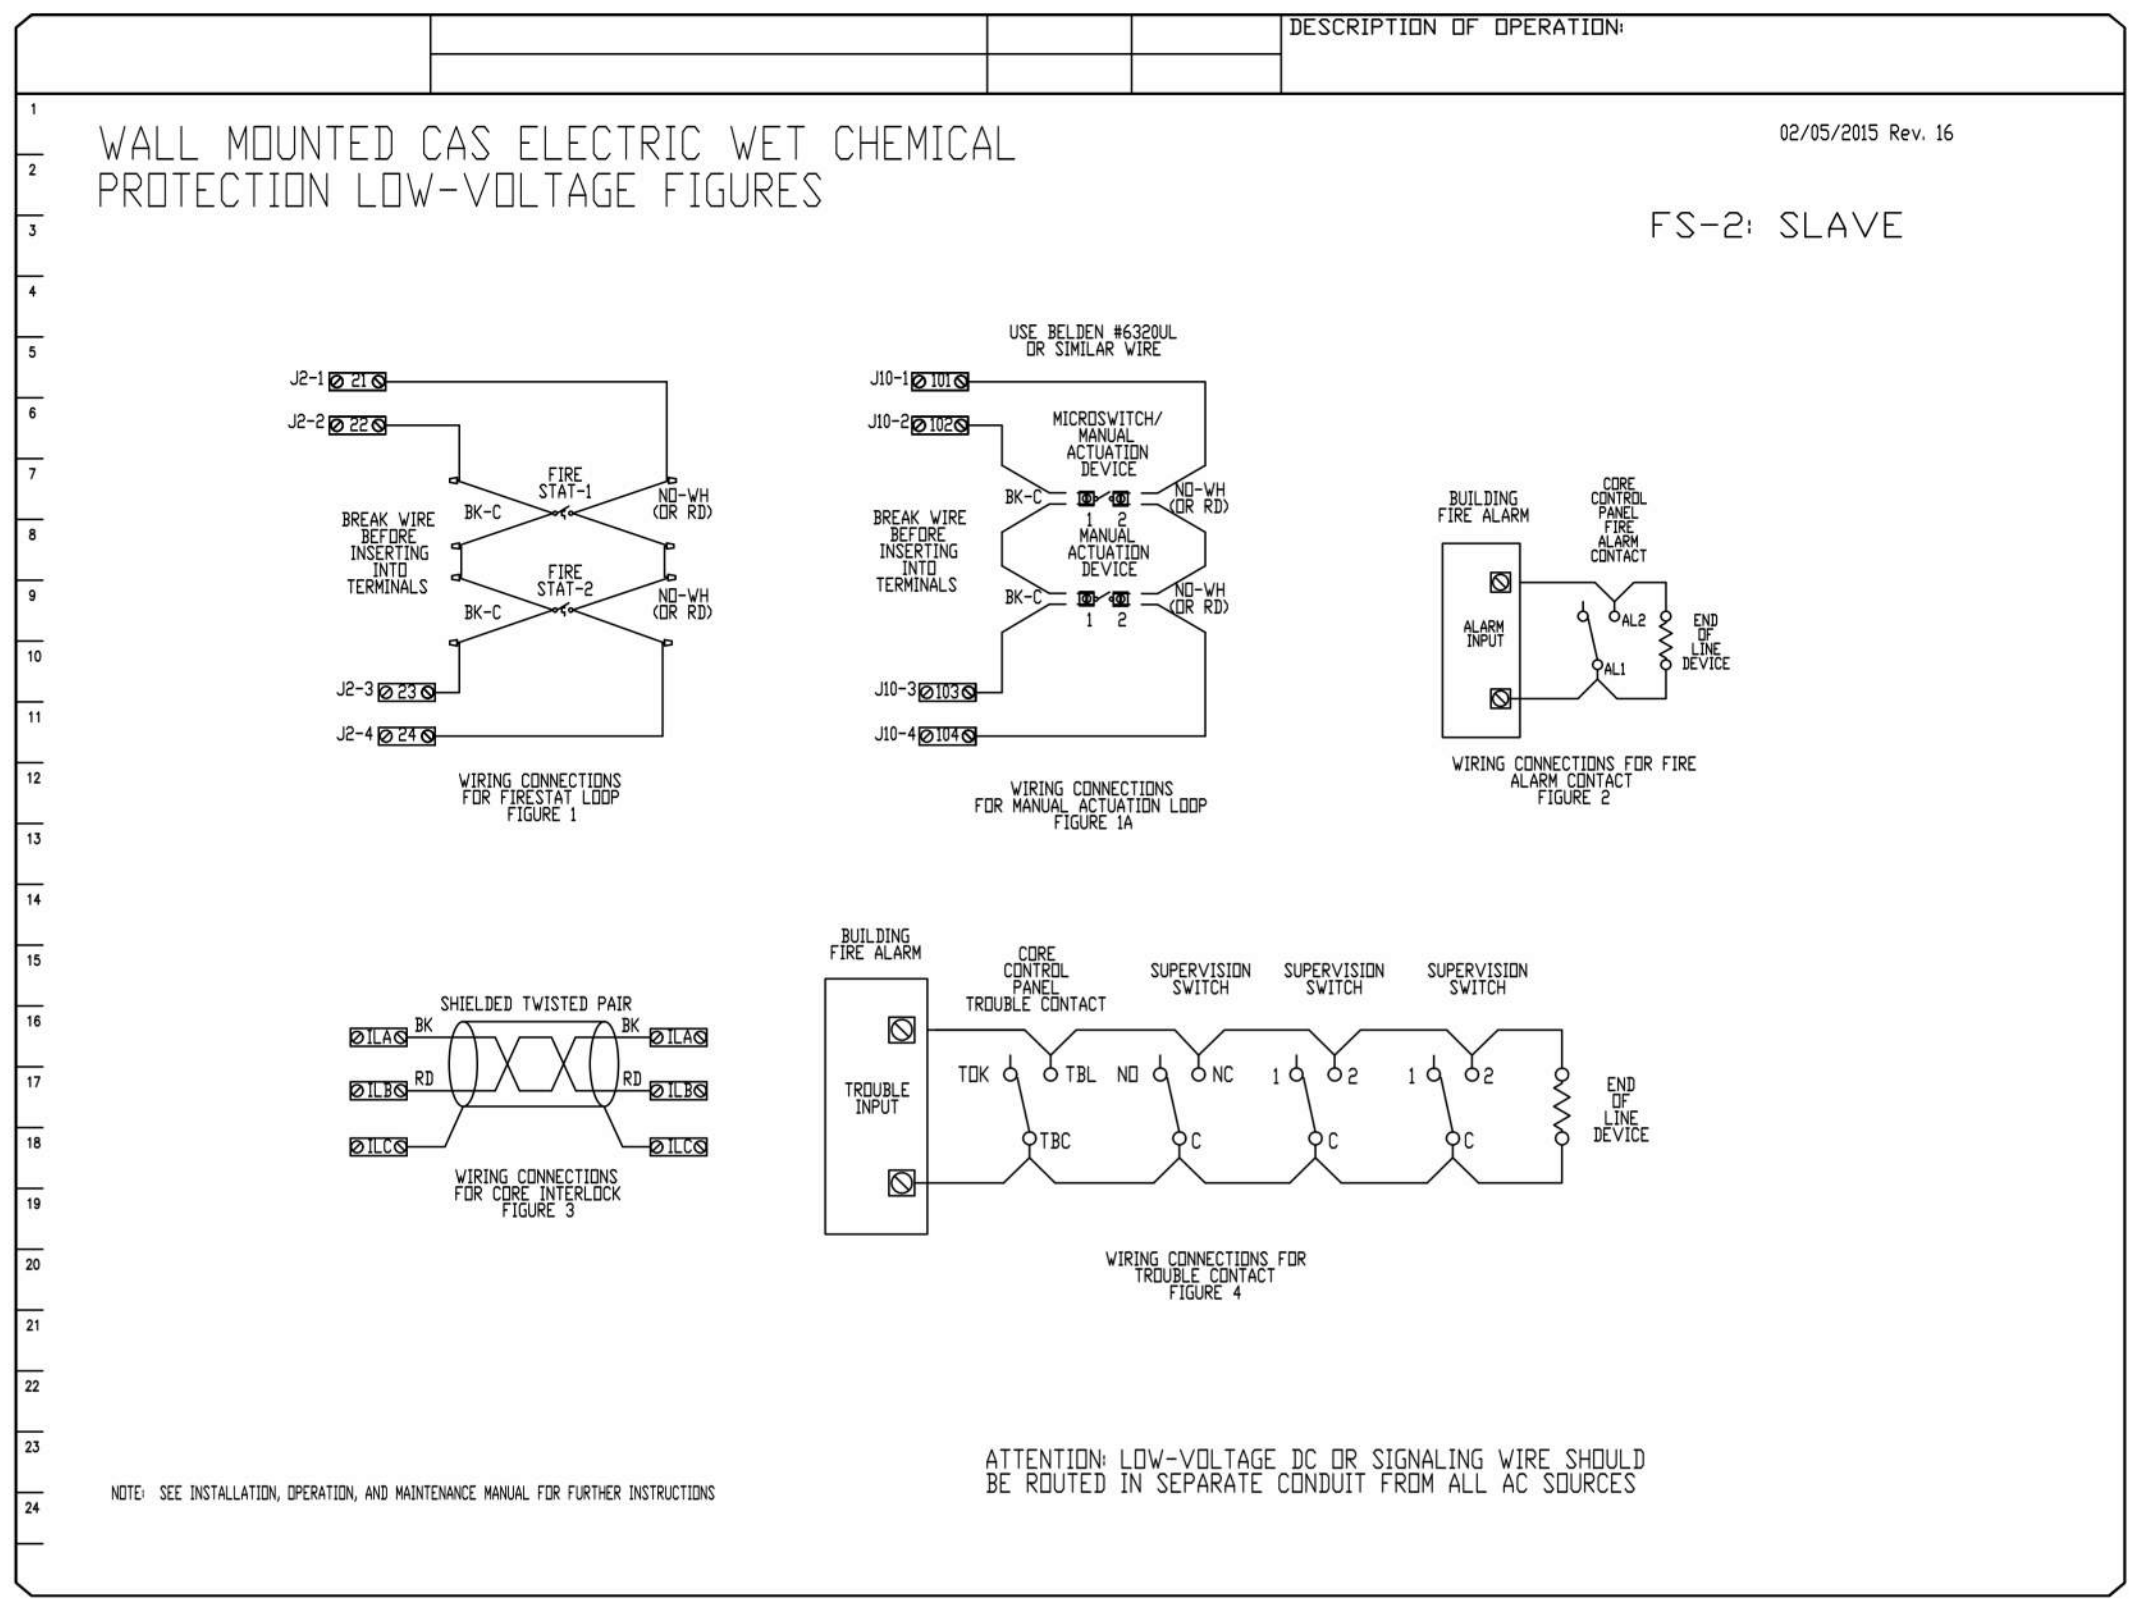 DESCRIPTION OF OPERATION:
1
2
3
4
5
6
7
8
9
10
11
12
13
14
15
16
17
18
19
20
21
22
23
24
WALL MOUNTED CAS ELECTRIC WET CHEMICAL
PROTECTION LOW-VOLTAGE FIGURES
02/05/2015 Rev. 16
FS-2: SLAVE
J2-1 21
J2-2 22
FIRE
STAT-1
BK-C
NO-WH
(OR RD)
BREAK WIRE
BEFORE
INSERTING
INTO
TERMINALS
FIRE
STAT-2
BK-C
NO-WH
(OR RD)
J2-3 23
J2-4 24
WIRING CONNECTIONS
FOR FIRESTAT LOOP
FIGURE 1
USE BELDEN #6320UL
OR SIMILAR WIRE
J10-1 101
J10-2 102
MICROSWITCH/
MANUAL
ACTUATION
DEVICE
BK-C
NO-WH
(OR RD)
1 2
BREAK WIRE
BEFORE
INSERTING
INTO
TERMINALS
MANUAL
ACTUATION
DEVICE
BK-C
NO-WH
(OR RD)
1 2
J10-3 103
J10-4 104
WIRING CONNECTIONS
FOR MANUAL ACTUATION LOOP
FIGURE 1A
BUILDING
FIRE ALARM
CORE
CONTROL
PANEL
FIRE
ALARM
CONTACT
ALARM
INPUT
AL2
AL1
END
OF
LINE
DEVICE
WIRING CONNECTIONS FOR FIRE
ALARM CONTACT
FIGURE 2
SHIELDED TWISTED PAIR
ILA BK BK ILA
ILB RD RD ILB
ILC ILC
WIRING CONNECTIONS
FOR CORE INTERLOCK
FIGURE 3
BUILDING
FIRE ALARM
CORE
CONTROL
PANEL
TROUBLE CONTACT
SUPERVISION
SWITCH
SUPERVISION
SWITCH
SUPERVISION
SWITCH
TROUBLE
INPUT
TOK TBL NO NC 1 2 1 2
TBC C C C
END
OF
LINE
DEVICE
WIRING CONNECTIONS FOR
TROUBLE CONTACT
FIGURE 4
ATTENTION: LOW-VOLTAGE DC OR SIGNALING WIRE SHOULD
BE ROUTED IN SEPARATE CONDUIT FROM ALL AC SOURCES
NOTE: SEE INSTALLATION, OPERATION, AND MAINTENANCE MANUAL FOR FURTHER INSTRUCTIONS